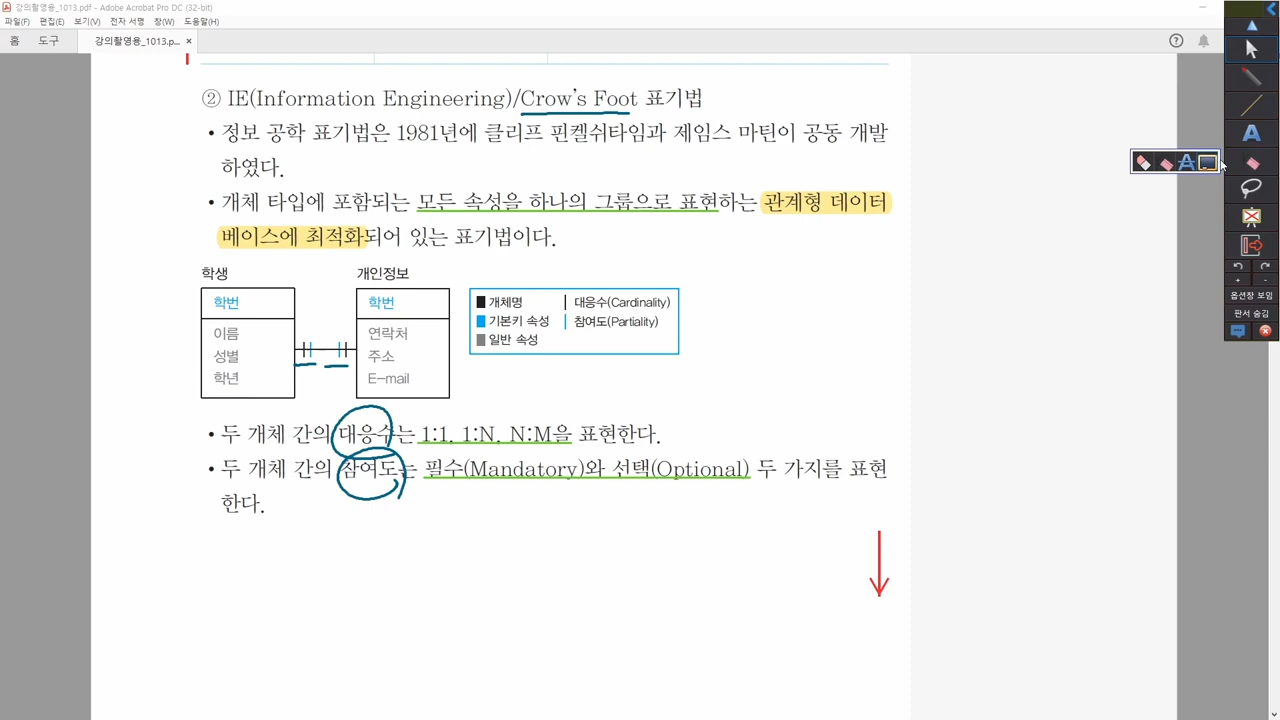 강의촬영용_1013.pdf - Adobe Acrobat Pro DC (32-bit)
파일(F) 편집(E) 보기(V) 전자 서명 창(W) 도움말(H)
홈 도구 강의촬영용_1013.p... ×
② IE(Information Engineering)/Crow's Foot 표기법
• 정보 공학 표기법은 1981년에 클리프 핀켈쉬타임과 제임스 마틴이 공동 개발
하였다.
• 개체 타입에 포함되는 모든 속성을 하나의 그룹으로 표현하는 관계형 데이터
베이스에 최적화되어 있는 표기법이다.
학생 개인정보
학번 학번
이름 연락처
성별 주소
학년 E-mail
개체명 대응수(Cardinality)
기본키 속성 참여도(Partiality)
일반 속성
• 두 개체 간의 대응수는 1:1, 1:N, N:M을 표현한다.
• 두 개체 간의 참여도는 필수(Mandatory)와 선택(Optional) 두 가지를 표현
한다.
옵션장 보임
판서 숨김